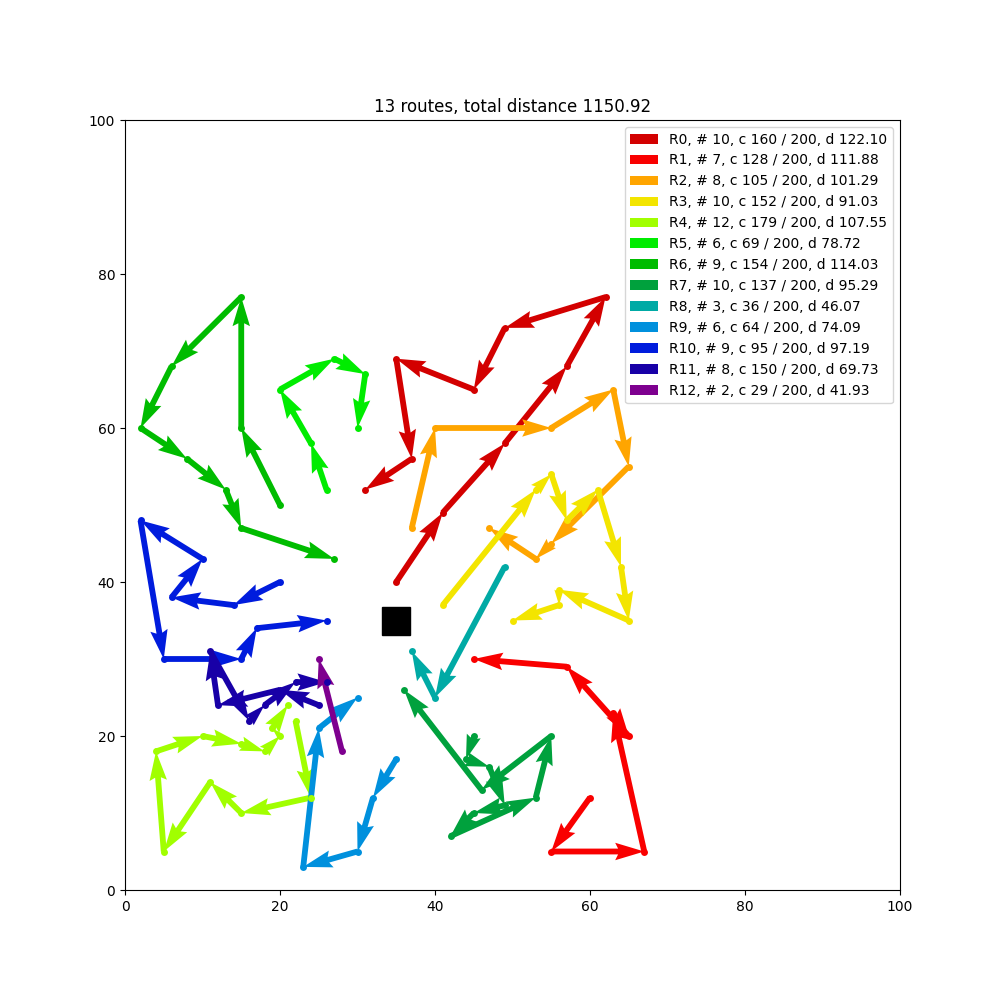 13 routes, total distance 1150.92
100
80
60
40
20
0
0 20 40 60 80 100
R0, # 10, c 160 / 200, d 122.10
R1, # 7, c 128 / 200, d 111.88
R2, # 8, c 105 / 200, d 101.29
R3, # 10, c 152 / 200, d 91.03
R4, # 12, c 179 / 200, d 107.55
R5, # 6, c 69 / 200, d 78.72
R6, # 9, c 154 / 200, d 114.03
R7, # 10, c 137 / 200, d 95.29
R8, # 3, c 36 / 200, d 46.07
R9, # 6, c 64 / 200, d 74.09
R10, # 9, c 95 / 200, d 97.19
R11, # 8, c 150 / 200, d 69.73
R12, # 2, c 29 / 200, d 41.93